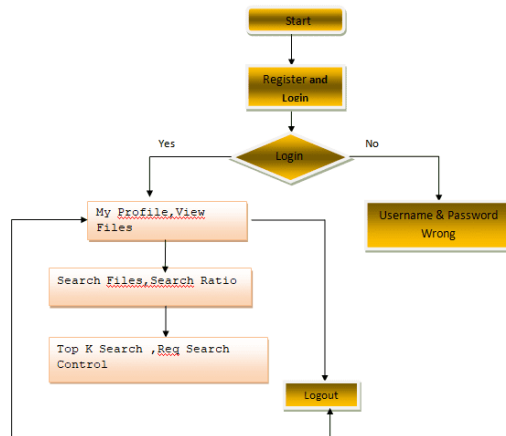 Start
Register and
Login
Yes
Login
No
My Profile,View
Files
Username & Password
Wrong
Search Files,Search Ratio
Top K Search ,Req Search
Control
Logout